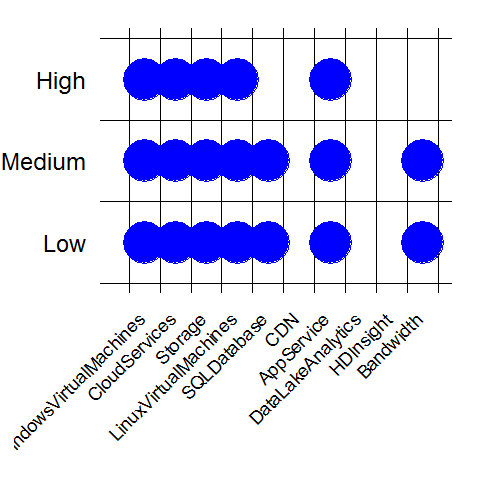 High
Medium
Low
ndowsVirtualMachines
CloudServices
Storage
LinuxVirtualMachines
SQLDatabase
CDN
AppService
DataLakeAnalytics
HDInsight
Bandwidth